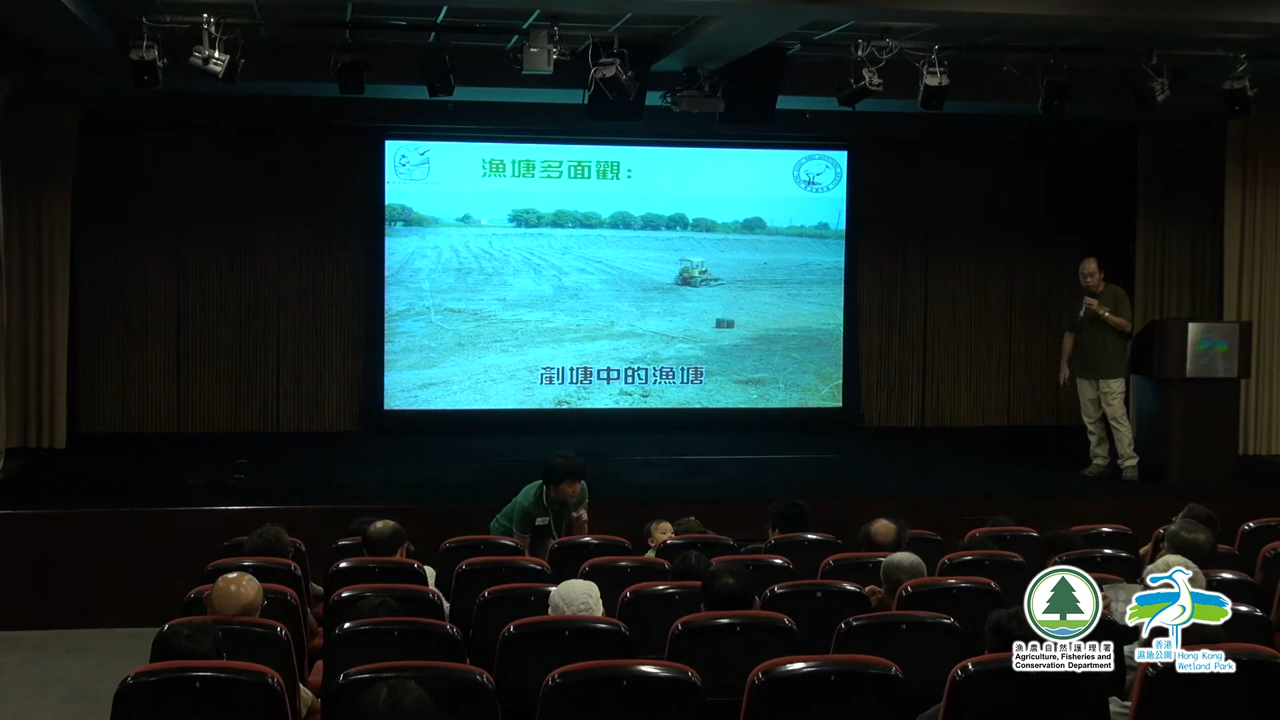 漁塘多面觀：
剷塘中的漁塘
漁農自然護理署
Agriculture, Fisheries and
Conservation Department
香港
濕地公園
Hong Kong
Wetland Park